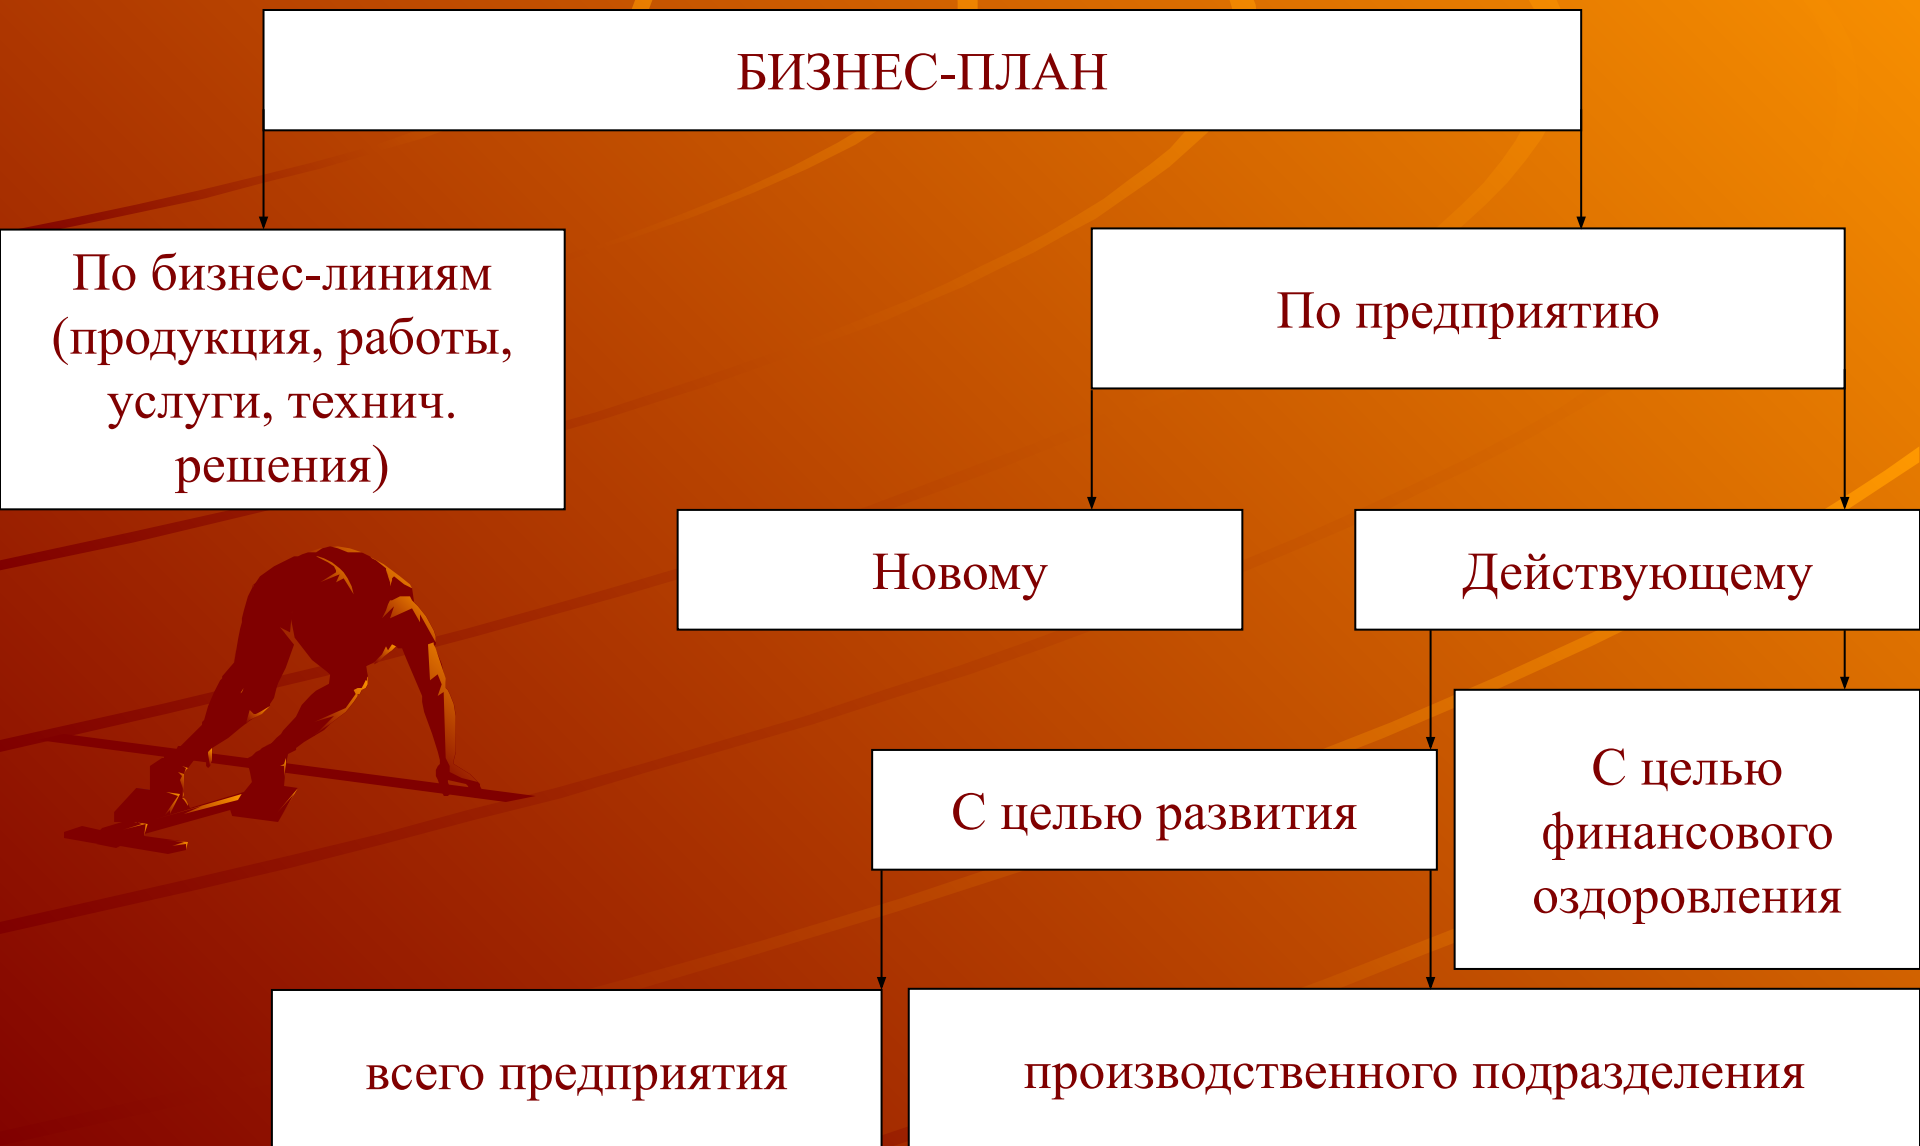 БИЗНЕС-ПЛАН
По бизнес-линиям
(продукция, работы,
услуги, технич.
решения)
По предприятию
Новому
Действующему
С целью развития
С целью
финансового
оздоровления
всего предприятия
производственного подразделения